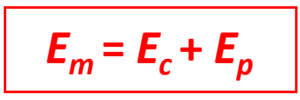 Em = Ec + Ep